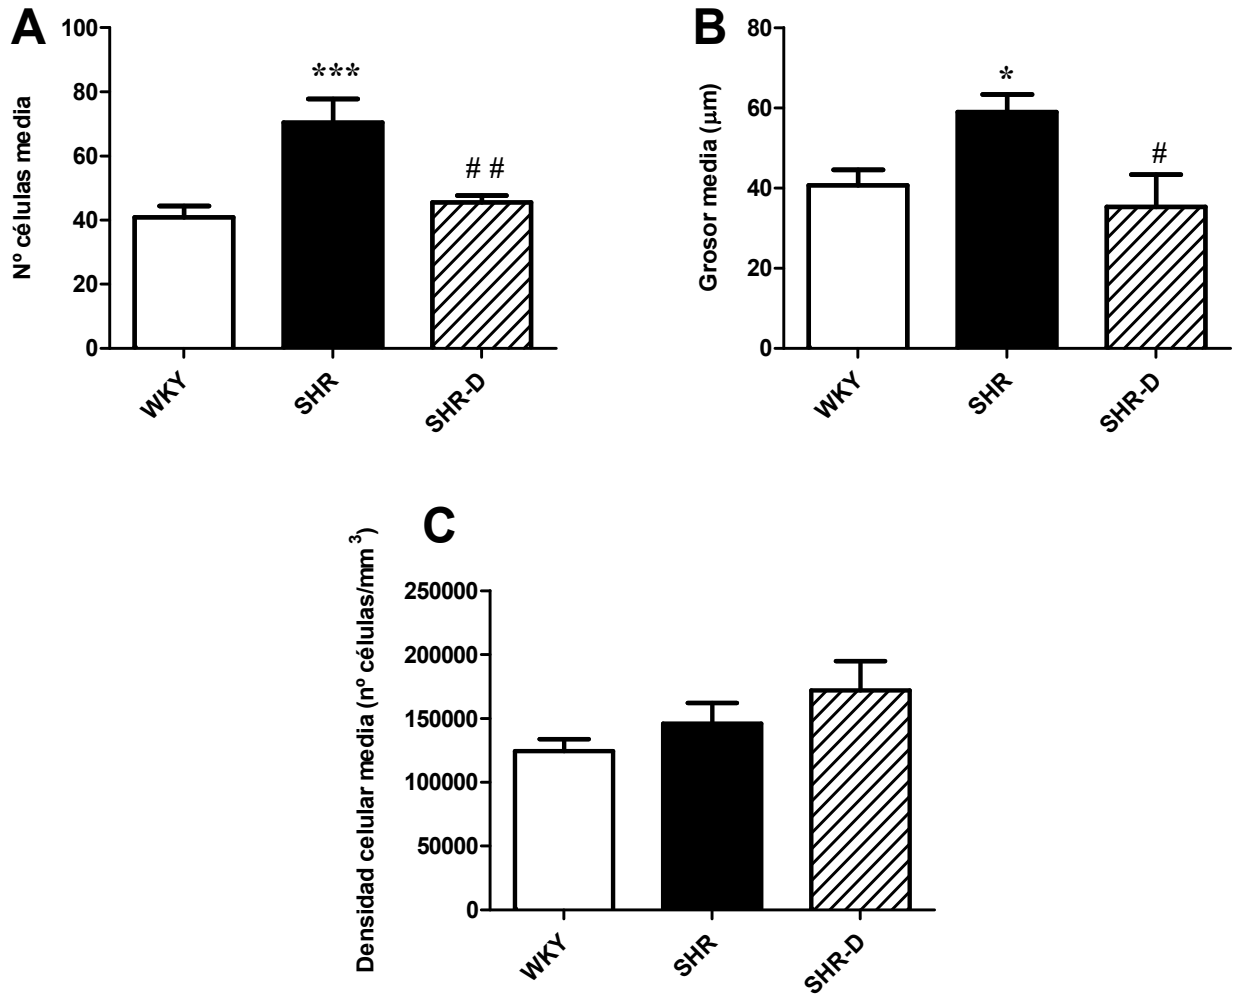 A
Nº células media
100
80
60
40
20
0
***
# #
WKY
SHR
SHR-D
B
Grosor media (μm)
80
60
40
20
0
*
#
WKY
SHR
SHR-D
C
Densidad celular media (nº células/mm³)
250000
200000
150000
100000
50000
0
WKY
SHR
SHR-D